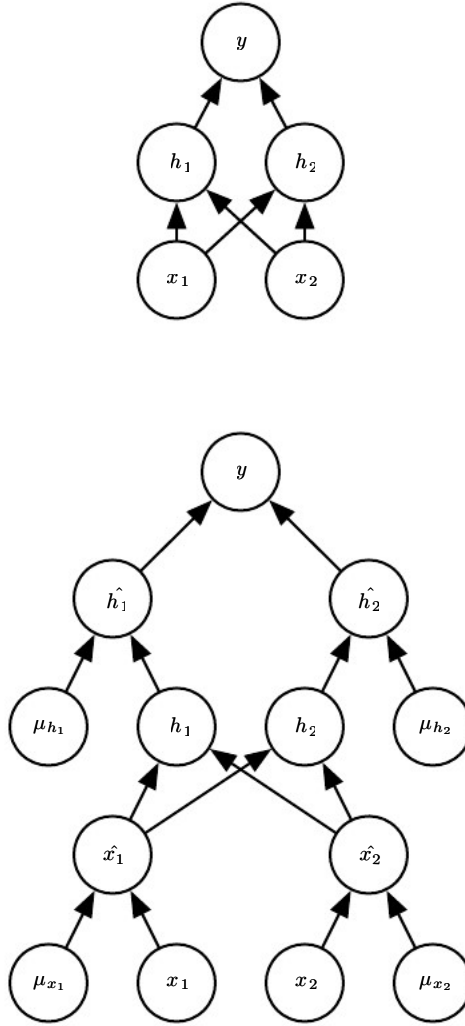 y
h₁ h₂
x₁ x₂
y
ĥ₁ ĥ₂
μₕ₁ h₁ h₂ μₕ₂
x̂₁ x̂₂
μₓ₁ x₁ x₂ μₓ₂